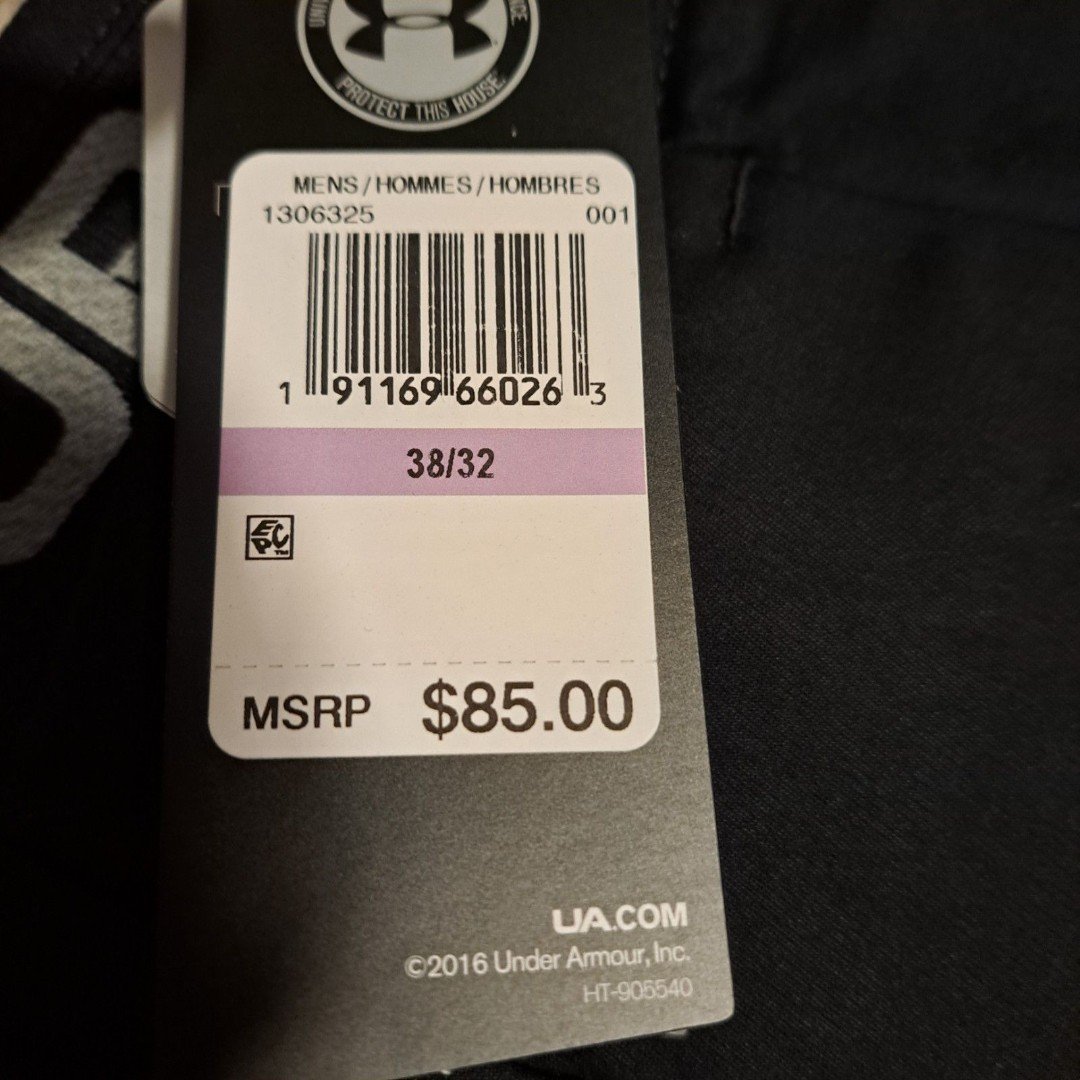 PROTECT THIS HOUSE.
MENS/HOMMES/HOMBRES
1306325 001
1 91169 66026 3
38/32
EPC™
MSRP $85.00
UA.COM
©2016 Under Armour, Inc.
HT-905540